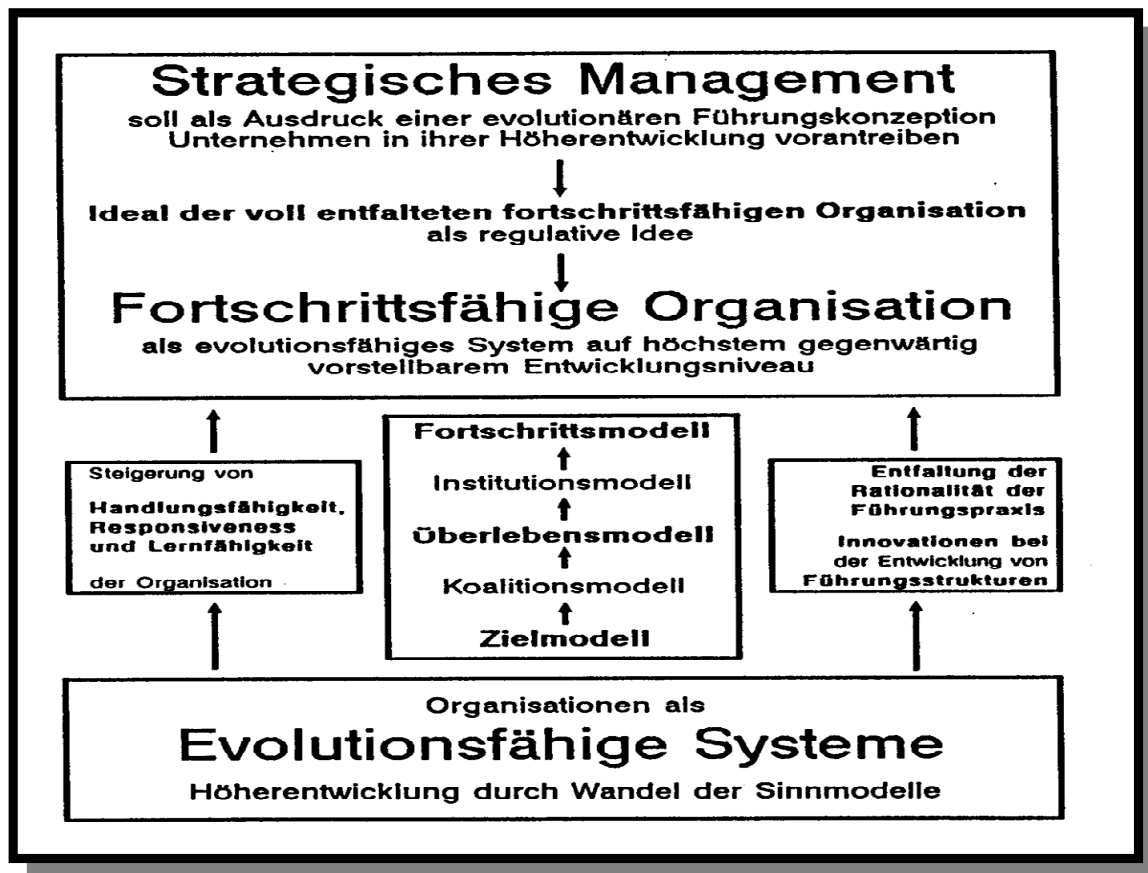 Strategisches Management
soll als Ausdruck einer evolutionären Führungskonzeption
Unternehmen in ihrer Höherentwicklung vorantreiben
Ideal der voll entfalteten fortschrittsfähigen Organisation
als regulative Idee
Fortschrittsfähige Organisation
als evolutionsfähiges System auf höchstem gegenwärtig
vorstellbarem Entwicklungsniveau
Steigerung von
Handlungsfähigkeit,
Responsiveness
und Lernfähigkeit
der Organisation
Fortschrittsmodell
Institutionsmodell
Überlebensmodell
Koalitionsmodell
Zielmodell
Entfaltung der
Rationalität der
Führungspraxis
Innovationen bei
der Entwicklung von
Führungsstrukturen
Organisationen als
Evolutionsfähige Systeme
Höherentwicklung durch Wandel der Sinnmodelle